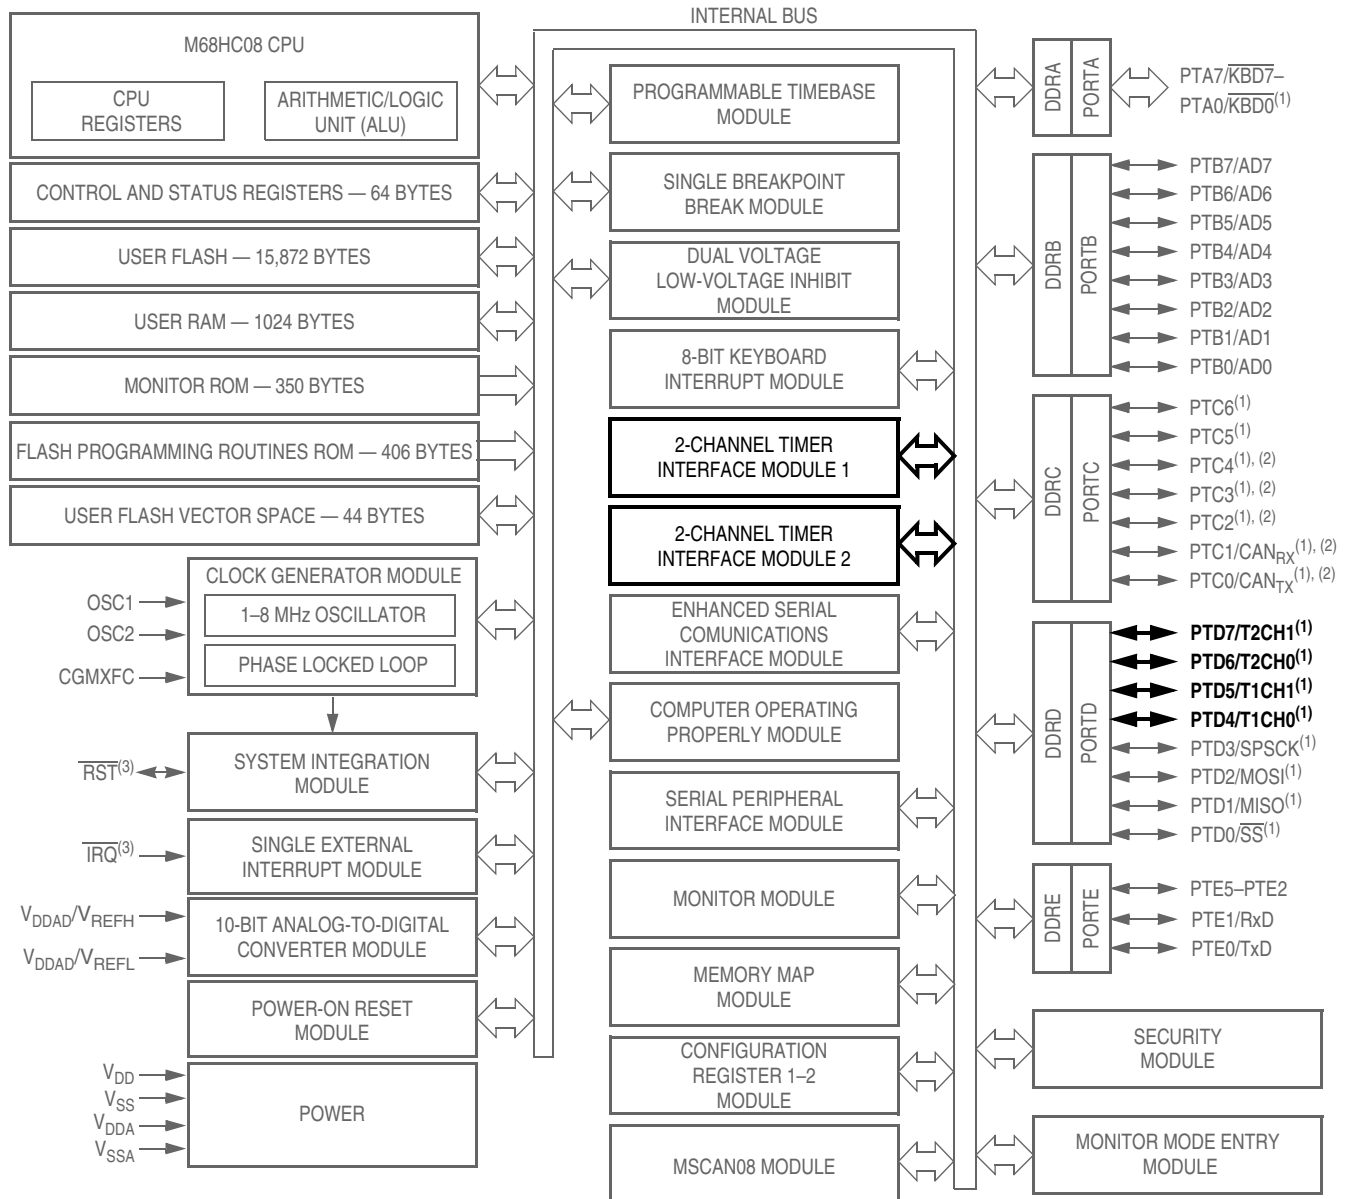 INTERNAL BUS
M68HC08 CPU
CPU
REGISTERS
ARITHMETIC/LOGIC
UNIT (ALU)
CONTROL AND STATUS REGISTERS — 64 BYTES
USER FLASH — 15,872 BYTES
USER RAM — 1024 BYTES
MONITOR ROM — 350 BYTES
FLASH PROGRAMMING ROUTINES ROM — 406 BYTES
USER FLASH VECTOR SPACE — 44 BYTES
CLOCK GENERATOR MODULE
1–8 MHz OSCILLATOR
PHASE LOCKED LOOP
OSC1
OSC2
CGMXFC
SYSTEM INTEGRATION
MODULE
RST(3)
SINGLE EXTERNAL
INTERRUPT MODULE
IRQ(3)
10-BIT ANALOG-TO-DIGITAL
CONVERTER MODULE
VDDAD/VREFH
VDDAD/VREFL
POWER-ON RESET
MODULE
POWER
VDD
VSS
VDDA
VSSA
PROGRAMMABLE TIMEBASE
MODULE
SINGLE BREAKPOINT
BREAK MODULE
DUAL VOLTAGE
LOW-VOLTAGE INHIBIT
MODULE
8-BIT KEYBOARD
INTERRUPT MODULE
2-CHANNEL TIMER
INTERFACE MODULE 1
2-CHANNEL TIMER
INTERFACE MODULE 2
ENHANCED SERIAL
COMUNICATIONS
INTERFACE MODULE
COMPUTER OPERATING
PROPERLY MODULE
SERIAL PERIPHERAL
INTERFACE MODULE
MONITOR MODULE
MEMORY MAP
MODULE
CONFIGURATION
REGISTER 1–2
MODULE
MSCAN08 MODULE
DDRA
PORTA
PTA7/KBD7–
PTA0/KBD0(1)
DDRB
PORTB
PTB7/AD7
PTB6/AD6
PTB5/AD5
PTB4/AD4
PTB3/AD3
PTB2/AD2
PTB1/AD1
PTB0/AD0
DDRC
PORTC
PTC6(1)
PTC5(1)
PTC4(1), (2)
PTC3(1), (2)
PTC2(1), (2)
PTC1/CANRX(1), (2)
PTC0/CANTX(1), (2)
DDRD
PORTD
PTD7/T2CH1(1)
PTD6/T2CH0(1)
PTD5/T1CH1(1)
PTD4/T1CH0(1)
PTD3/SPSCK(1)
PTD2/MOSI(1)
PTD1/MISO(1)
PTD0/SS(1)
DDRE
PORTE
PTE5–PTE2
PTE1/RxD
PTE0/TxD
SECURITY
MODULE
MONITOR MODE ENTRY
MODULE